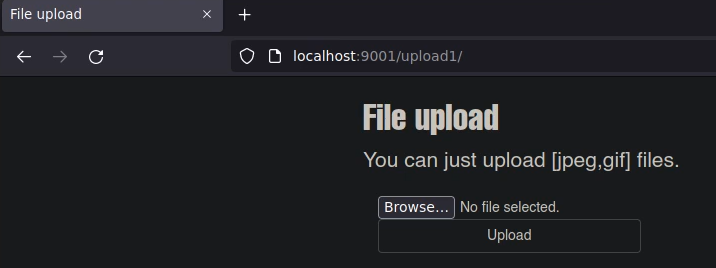 File upload
localhost:9001/upload1/
File upload
You can just upload [jpeg,gif] files.
Browse... No file selected.
Upload